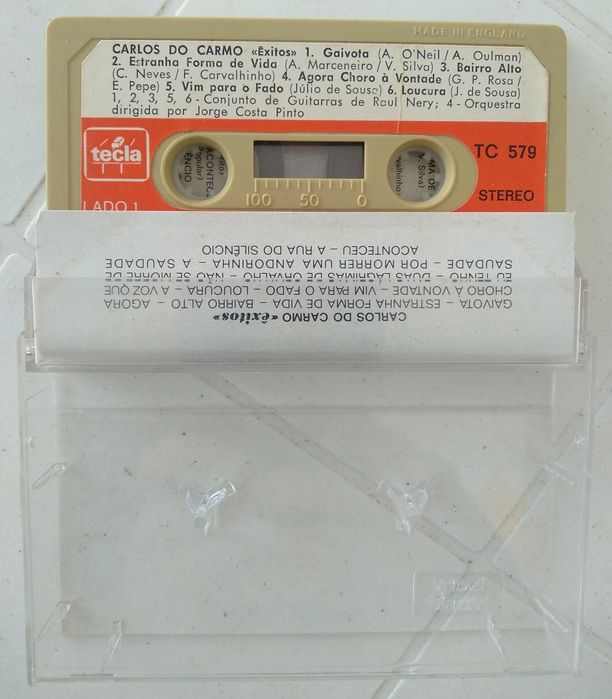 MADE IN ENGLAND
CARLOS DO CARMO «Êxitos» 1. Gaivota (A. O'Neil / A. Oulman)
2. Estranha Forma de Vida (A. Marceneiro / V. Silva) 3. Bairro Alto
(C. Neves / F. Carvalhinho) 4. Agora Choro à Vontade (G. P. Rosa /
E. Pepe) 5. Vim para o Fado (Júlio de Sousa) 6. Loucura (J. de Sousa)
1, 2, 3, 5, 6 - Conjunto de Guitarras de Raul Nery; 4 - Orquestra
dirigida por Jorge Costa Pinto
tecla
TC 579
STEREO
LADO 1
100 50 0
CARLOS DO CARMO «êxitos»
GAIVOTA – ESTRANHA FORMA DE VIDA – BAIRRO ALTO – AGORA
CHORO À VONTADE – VIM PARA O FADO – LOUCURA – A VOZ QUE
EU TENHO – DUAS LÁGRIMAS DE ORVALHO – NÃO SE MORRE DE
SAUDADE – POR MORRER UMA ANDORINHA – A SAUDADE
ACONTECEU – A RUA DO SILÊNCIO